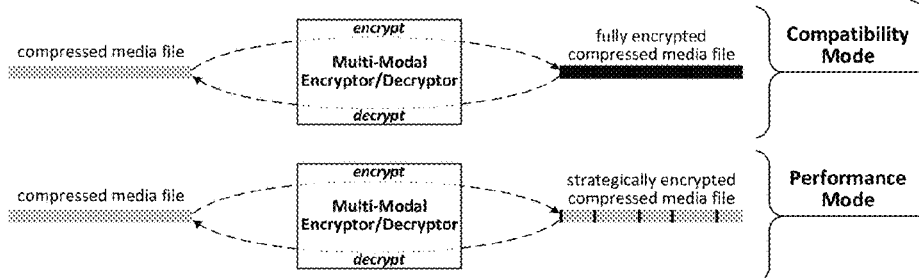 encrypt
compressed media file
Multi-Modal
Encryptor/Decryptor
decrypt
fully encrypted
compressed media file
Compatibility
Mode
encrypt
compressed media file
Multi-Modal
Encryptor/Decryptor
decrypt
strategically encrypted
compressed media file
Performance
Mode